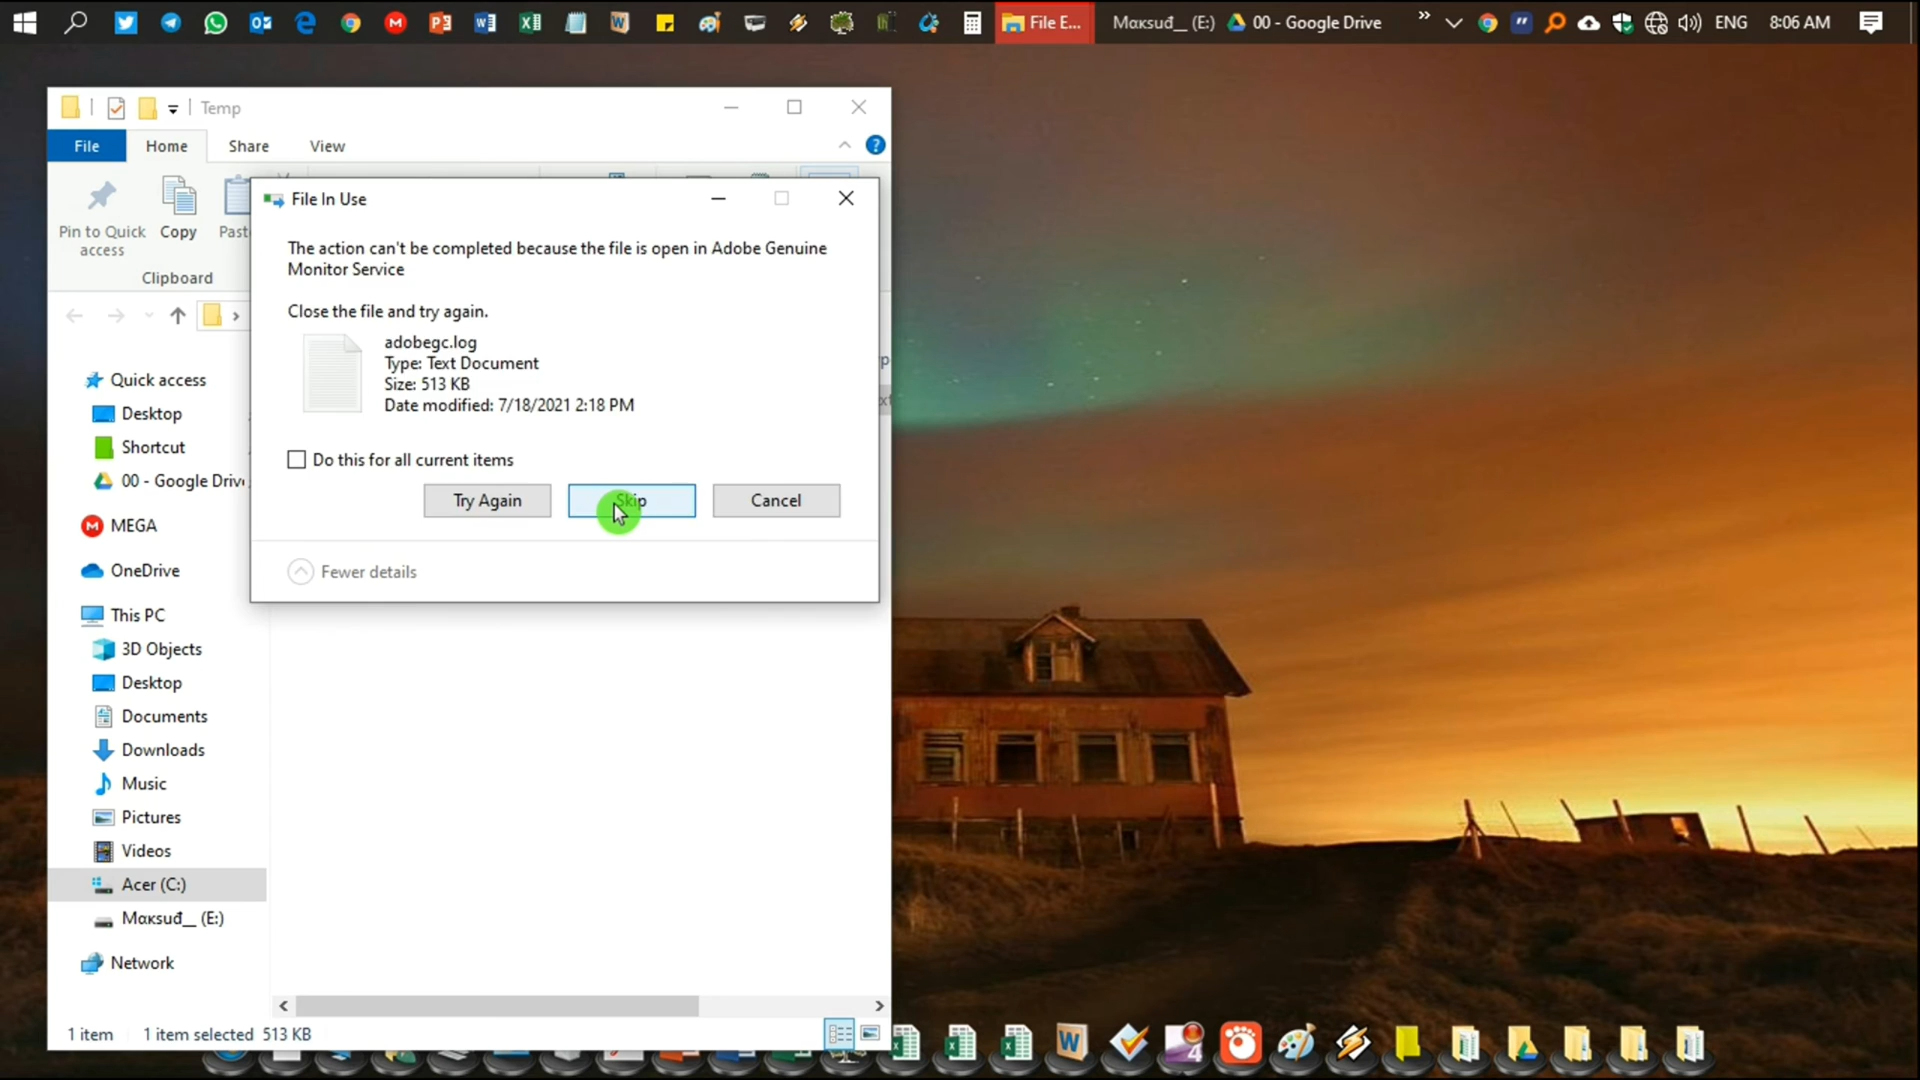 File E...
Mαĸѕuđ__ (E:)
00 - Google Drive
ENG
8:06 AM
Temp
File
Home
Share
View
Pin to Quick
access
Copy
Clipboard
File In Use
The action can't be completed because the file is open in Adobe Genuine
Monitor Service
Close the file and try again.
adobegc.log
Type: Text Document
Size: 513 KB
Date modified: 7/18/2021 2:18 PM
Do this for all current items
Try Again
Skip
Cancel
Fewer details
Quick access
Desktop
Shortcut
00 - Google Driv
MEGA
OneDrive
This PC
3D Objects
Desktop
Documents
Downloads
Music
Pictures
Videos
Acer (C:)
Mαĸѕuđ__ (E:)
Network
1 item
1 item selected 513 KB